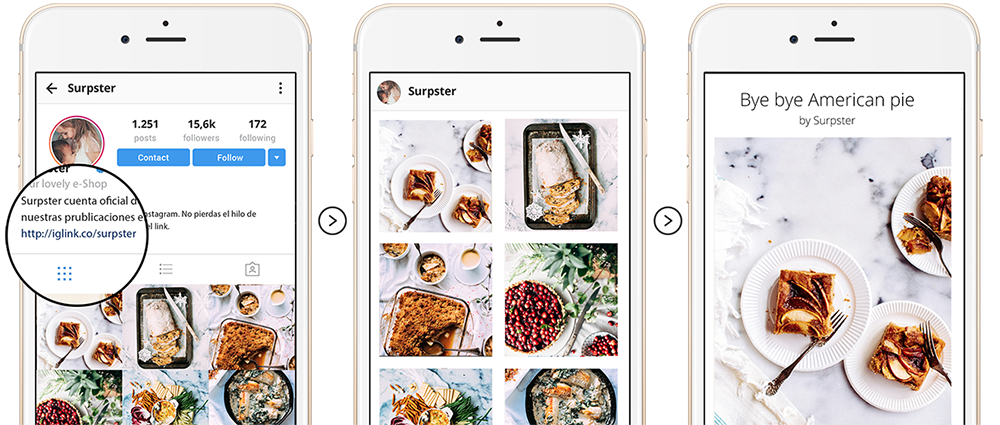 Surpster
1.251 15,6k 172
posts followers following
Contact Follow
ster
ur lovely e-Shop
Surpster cuenta oficial d
nuestras prublicaciones e nstagram. No pierdas el hilo de
http://iglink.co/surpster el link.
Surpster
Bye bye American pie
by Surpster